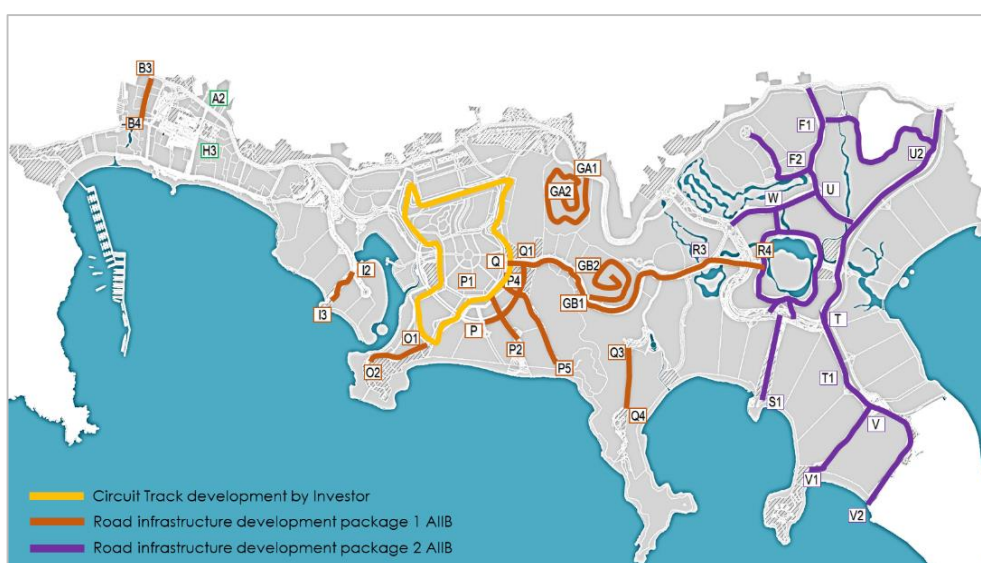 B3
A2
B4
H3
GA1
GA2
F1
F2
U2
U
W
I2
I3
Q
Q1
P4
P1
GB2
GB1
R3
R4
T
O1
P
O2
P2
P5
Q3
Q4
T1
S1
V
V1
V2
Circuit Track development by Investor
Road infrastructure development package 1 AIIB
Road infrastructure development package 2 AIIB